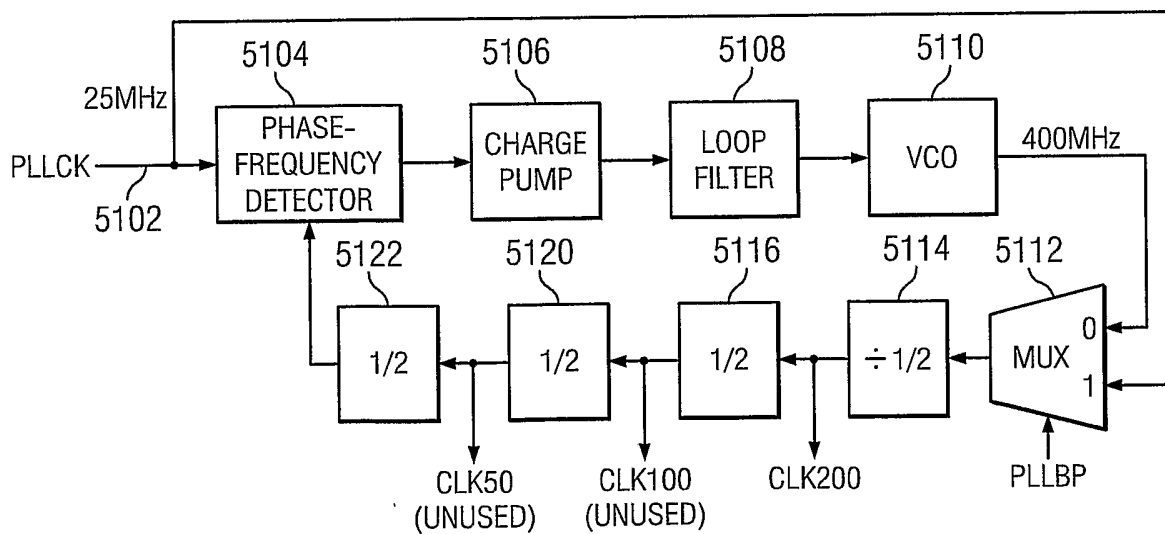 5104
5106
5108
5110
25MHz
PHASE-
FREQUENCY
DETECTOR
CHARGE
PUMP
LOOP
FILTER
VCO
400MHz
PLLCK
5102
5122
5120
5116
5114
5112
1/2
1/2
1/2
÷ 1/2
MUX
0
1
CLK50
(UNUSED)
CLK100
(UNUSED)
CLK200
PLLBP